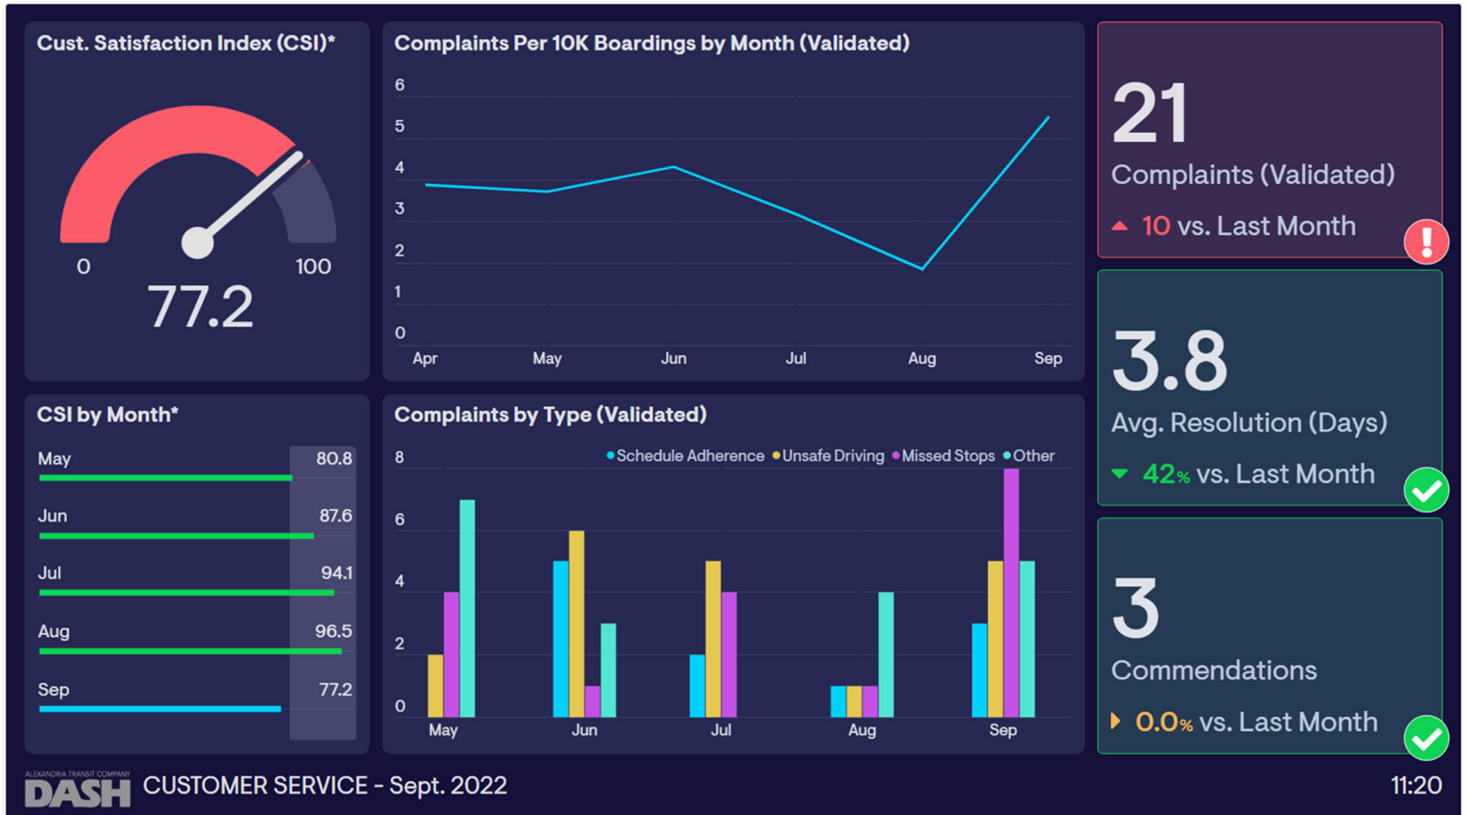 Cust. Satisfaction Index (CSI)*
0
100
77.2
Complaints Per 10K Boardings by Month (Validated)
6
5
4
3
2
1
0
Apr May Jun Jul Aug Sep
21
Complaints (Validated)
10 vs. Last Month
!
3.8
Avg. Resolution (Days)
42% vs. Last Month
3
Commendations
0.0% vs. Last Month
CSI by Month*
May 80.8
Jun 87.6
Jul 94.1
Aug 96.5
Sep 77.2
Complaints by Type (Validated)
Schedule Adherence Unsafe Driving Missed Stops Other
8
6
4
2
0
May Jun Jul Aug Sep
ALEXANDRIA TRANSIT COMPANY
DASH
CUSTOMER SERVICE - Sept. 2022
11:20